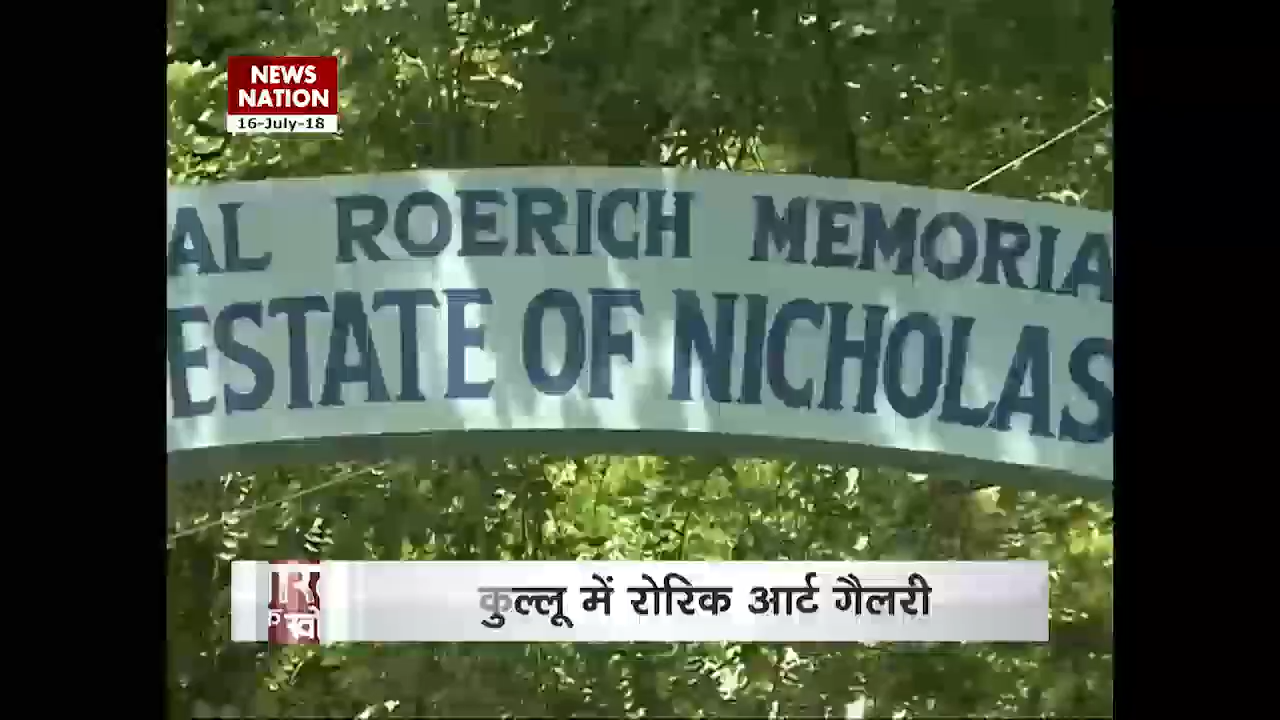 NEWS
NATION
16-July-18
AL ROERICH MEMORIA
ESTATE OF NICHOLAS
कुल्लू में रोरिक आर्ट गैलरी